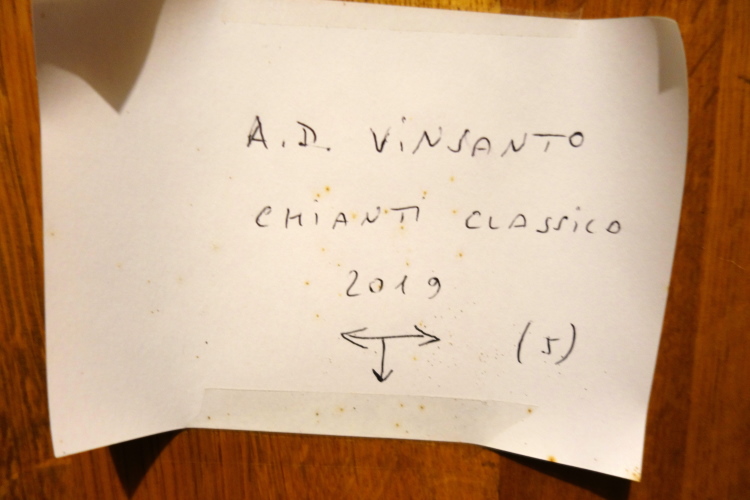 A.D. VINSANTO
CHIANTI CLASSICO
2019
(5)